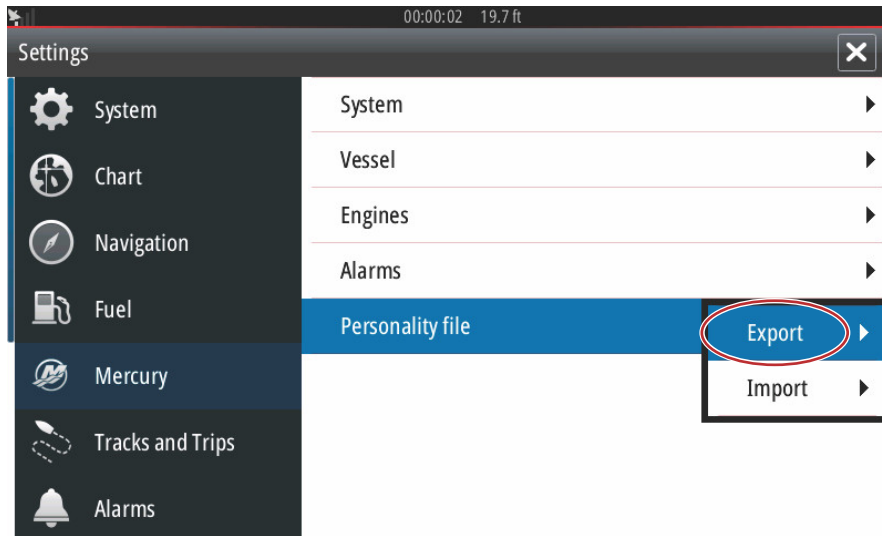 00:00:02 19.7 ft
Settings
System
Chart
Navigation
Fuel
Mercury
Tracks and Trips
Alarms
System
Vessel
Engines
Alarms
Personality file
Export
Import